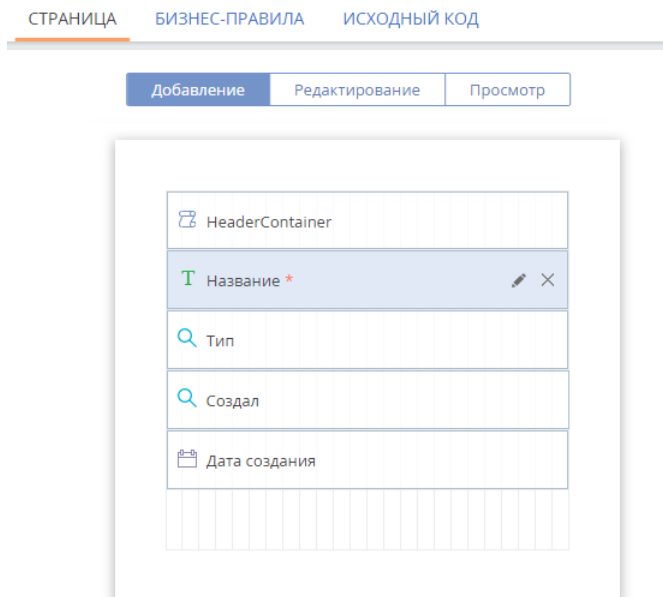 СТРАНИЦА БИЗНЕС-ПРАВИЛА ИСХОДНЫЙ КОД
Добавление Редактирование Просмотр
HeaderContainer
Название *
Тип
Создал
Дата создания